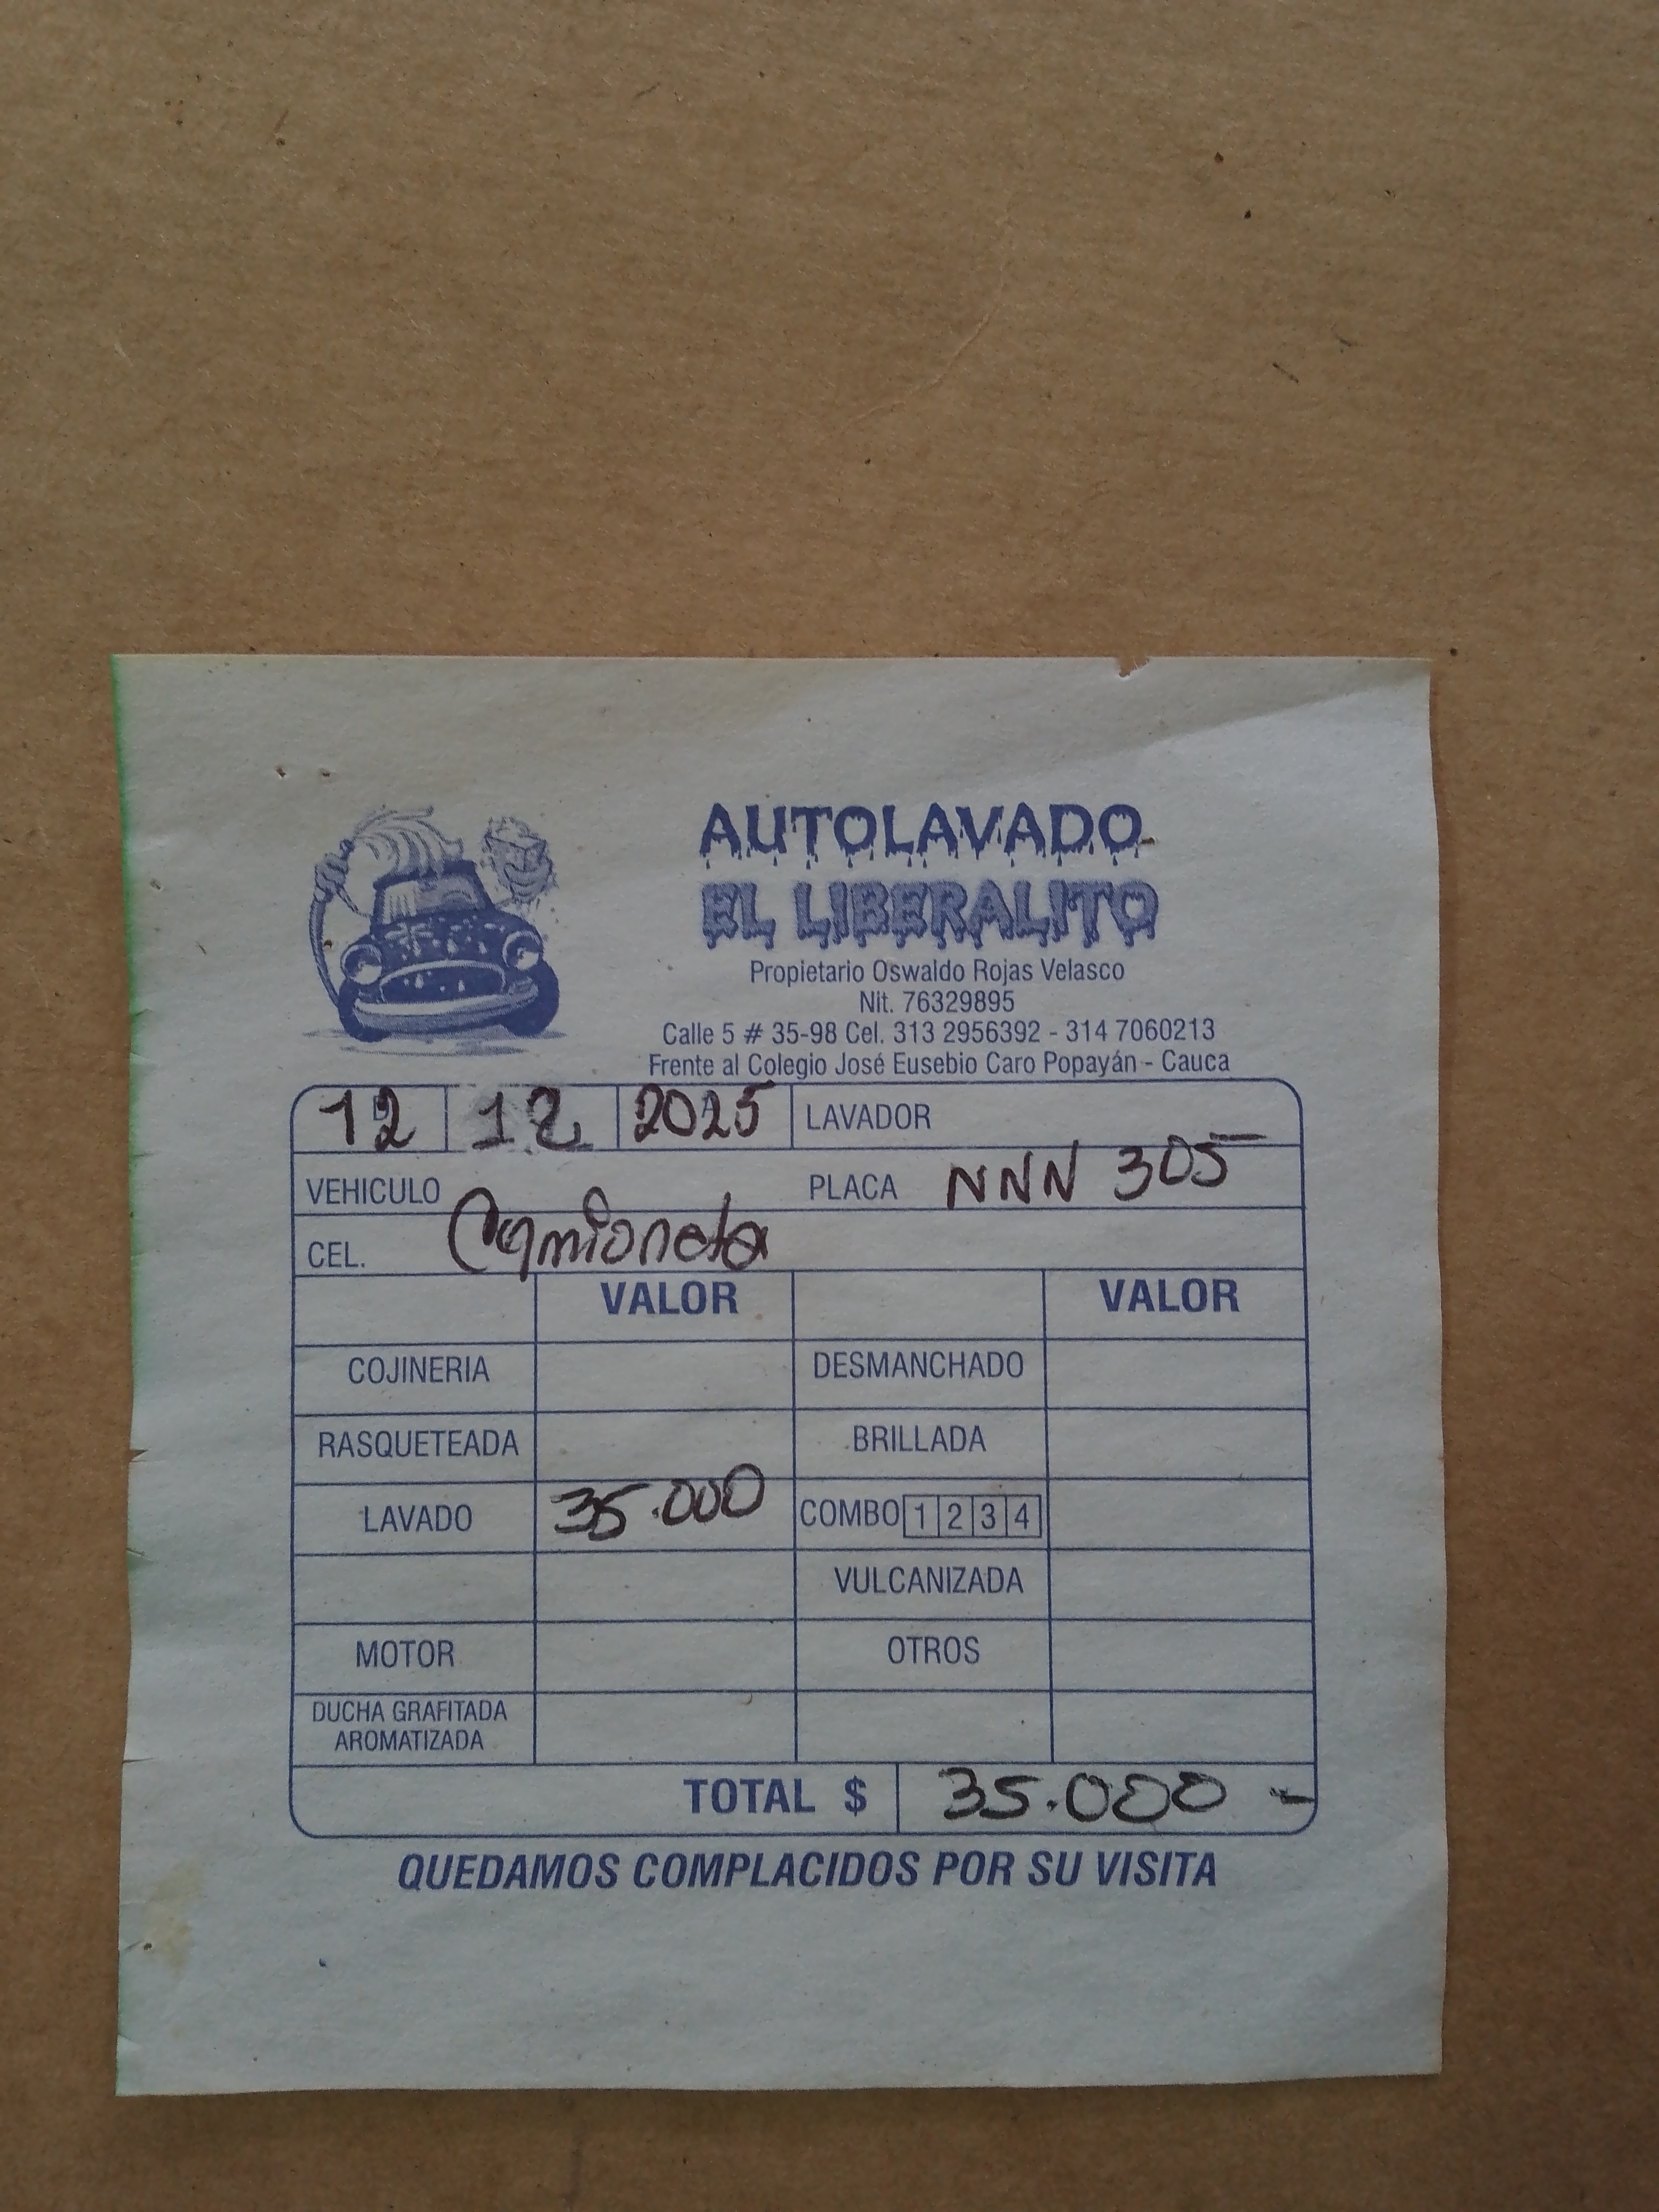 AUTOLAVADO
EL LIBERALITO
Propietario Oswaldo Rojas Velasco
Nit. 76329895
Calle 5 # 35-98 Cel. 313 2956392 - 314 7060213
Frente al Colegio José Eusebio Caro Popayán - Cauca
12 12 2025 LAVADOR
VEHICULO PLACA NNN 305
CEL. Camioneta
VALOR VALOR
COJINERIA DESMANCHADO
RASQUETEADA BRILLADA
LAVADO 35.000 COMBO 1 2 3 4
VULCANIZADA
MOTOR OTROS
DUCHA GRAFITADA
AROMATIZADA
TOTAL $ 35.000 -
QUEDAMOS COMPLACIDOS POR SU VISITA